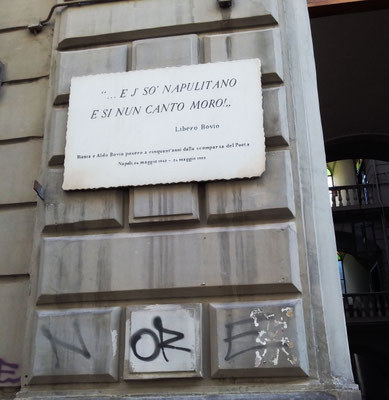 “... E J' SO' NAPULITANO
E SI NUN CANTO MORO!„
Libero Bovio
Bianca e Aldo Bovio posero a cinquant'anni dalla scomparsa del Poeta
Napoli, 26 maggio 1942 - 26 maggio 1992
N OR E